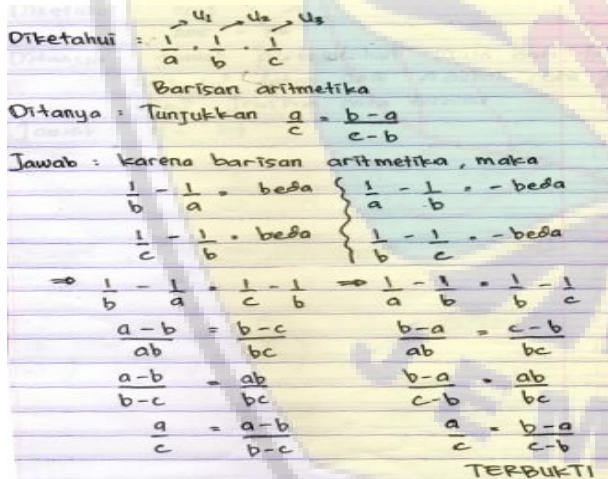 U1 U2 U3
Diketahui : 1/a . 1/b . 1/c
Barisan aritmetika
Ditanya : Tunjukkan a/c = b-a/c-b
Jawab : karena barisan aritmetika, maka
1/b - 1/a = beda { 1/a - 1/b = - beda
1/c - 1/b = beda { 1/b - 1/c = - beda
⇒ 1/b - 1/a = 1/c - 1/b ⇒ 1/a - 1/b = 1/b - 1/c
a-b/ab = b-c/bc b-a/ab = c-b/bc
a-b/b-c = ab/bc b-a/c-b = ab/bc
a/c = a-b/b-c a/c = b-a/c-b
TERBUKTI